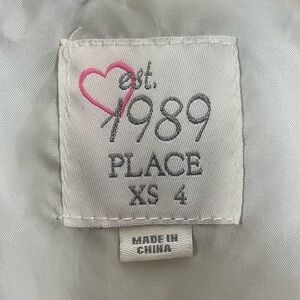 est.
1989
PLACE
XS 4
MADE IN
CHINA